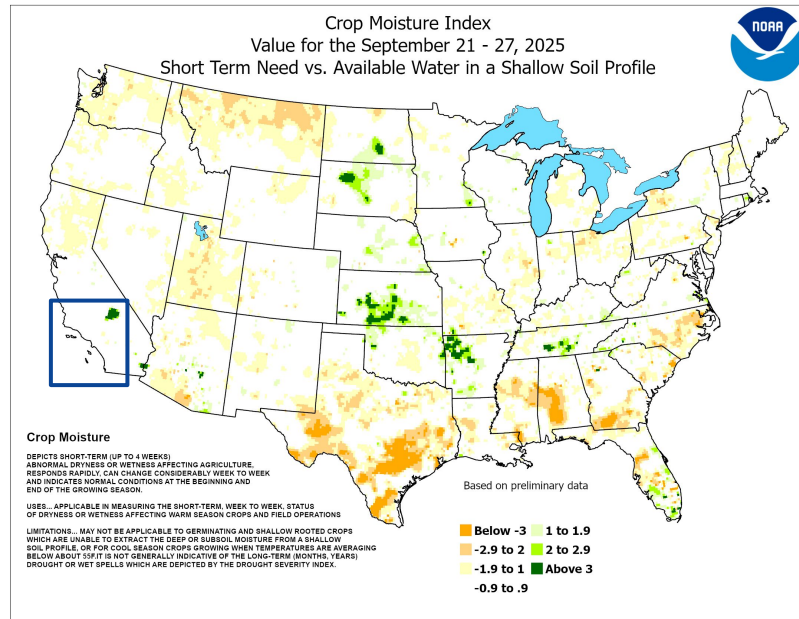 Crop Moisture Index
Value for the September 21 - 27, 2025
Short Term Need vs. Available Water in a Shallow Soil Profile
NOAA
Crop Moisture
DEPICTS SHORT-TERM (UP TO 4 WEEKS)
ABNORMAL DRYNESS OR WETNESS AFFECTING AGRICULTURE,
RESPONDS RAPIDLY, CAN CHANGE CONSIDERABLY WEEK TO WEEK
AND INDICATES NORMAL CONDITIONS AT THE BEGINNING AND
END OF THE GROWING SEASON.
USES... APPLICABLE IN MEASURING THE SHORT-TERM, WEEK TO WEEK, STATUS
OF DRYNESS OR WETNESS AFFECTING WARM SEASON CROPS AND FIELD OPERATIONS
LIMITATIONS... MAY NOT BE APPLICABLE TO GERMINATING AND SHALLOW ROOTED CROPS
WHICH ARE UNABLE TO EXTRACT THE DEEP OR SUBSOIL MOISTURE FROM A SHALLOW
SOIL PROFILE, OR FOR COOL SEASON CROPS GROWING WHEN TEMPERATURES ARE AVERAGING
BELOW ABOUT 55F.IT IS NOT GENERALLY INDICATIVE OF THE LONG-TERM (MONTHS, YEARS)
DROUGHT OR WET SPELLS WHICH ARE DEPICTED BY THE DROUGHT SEVERITY INDEX.
Based on preliminary data
Below -3
-2.9 to 2
-1.9 to 1
-0.9 to .9
1 to 1.9
2 to 2.9
Above 3